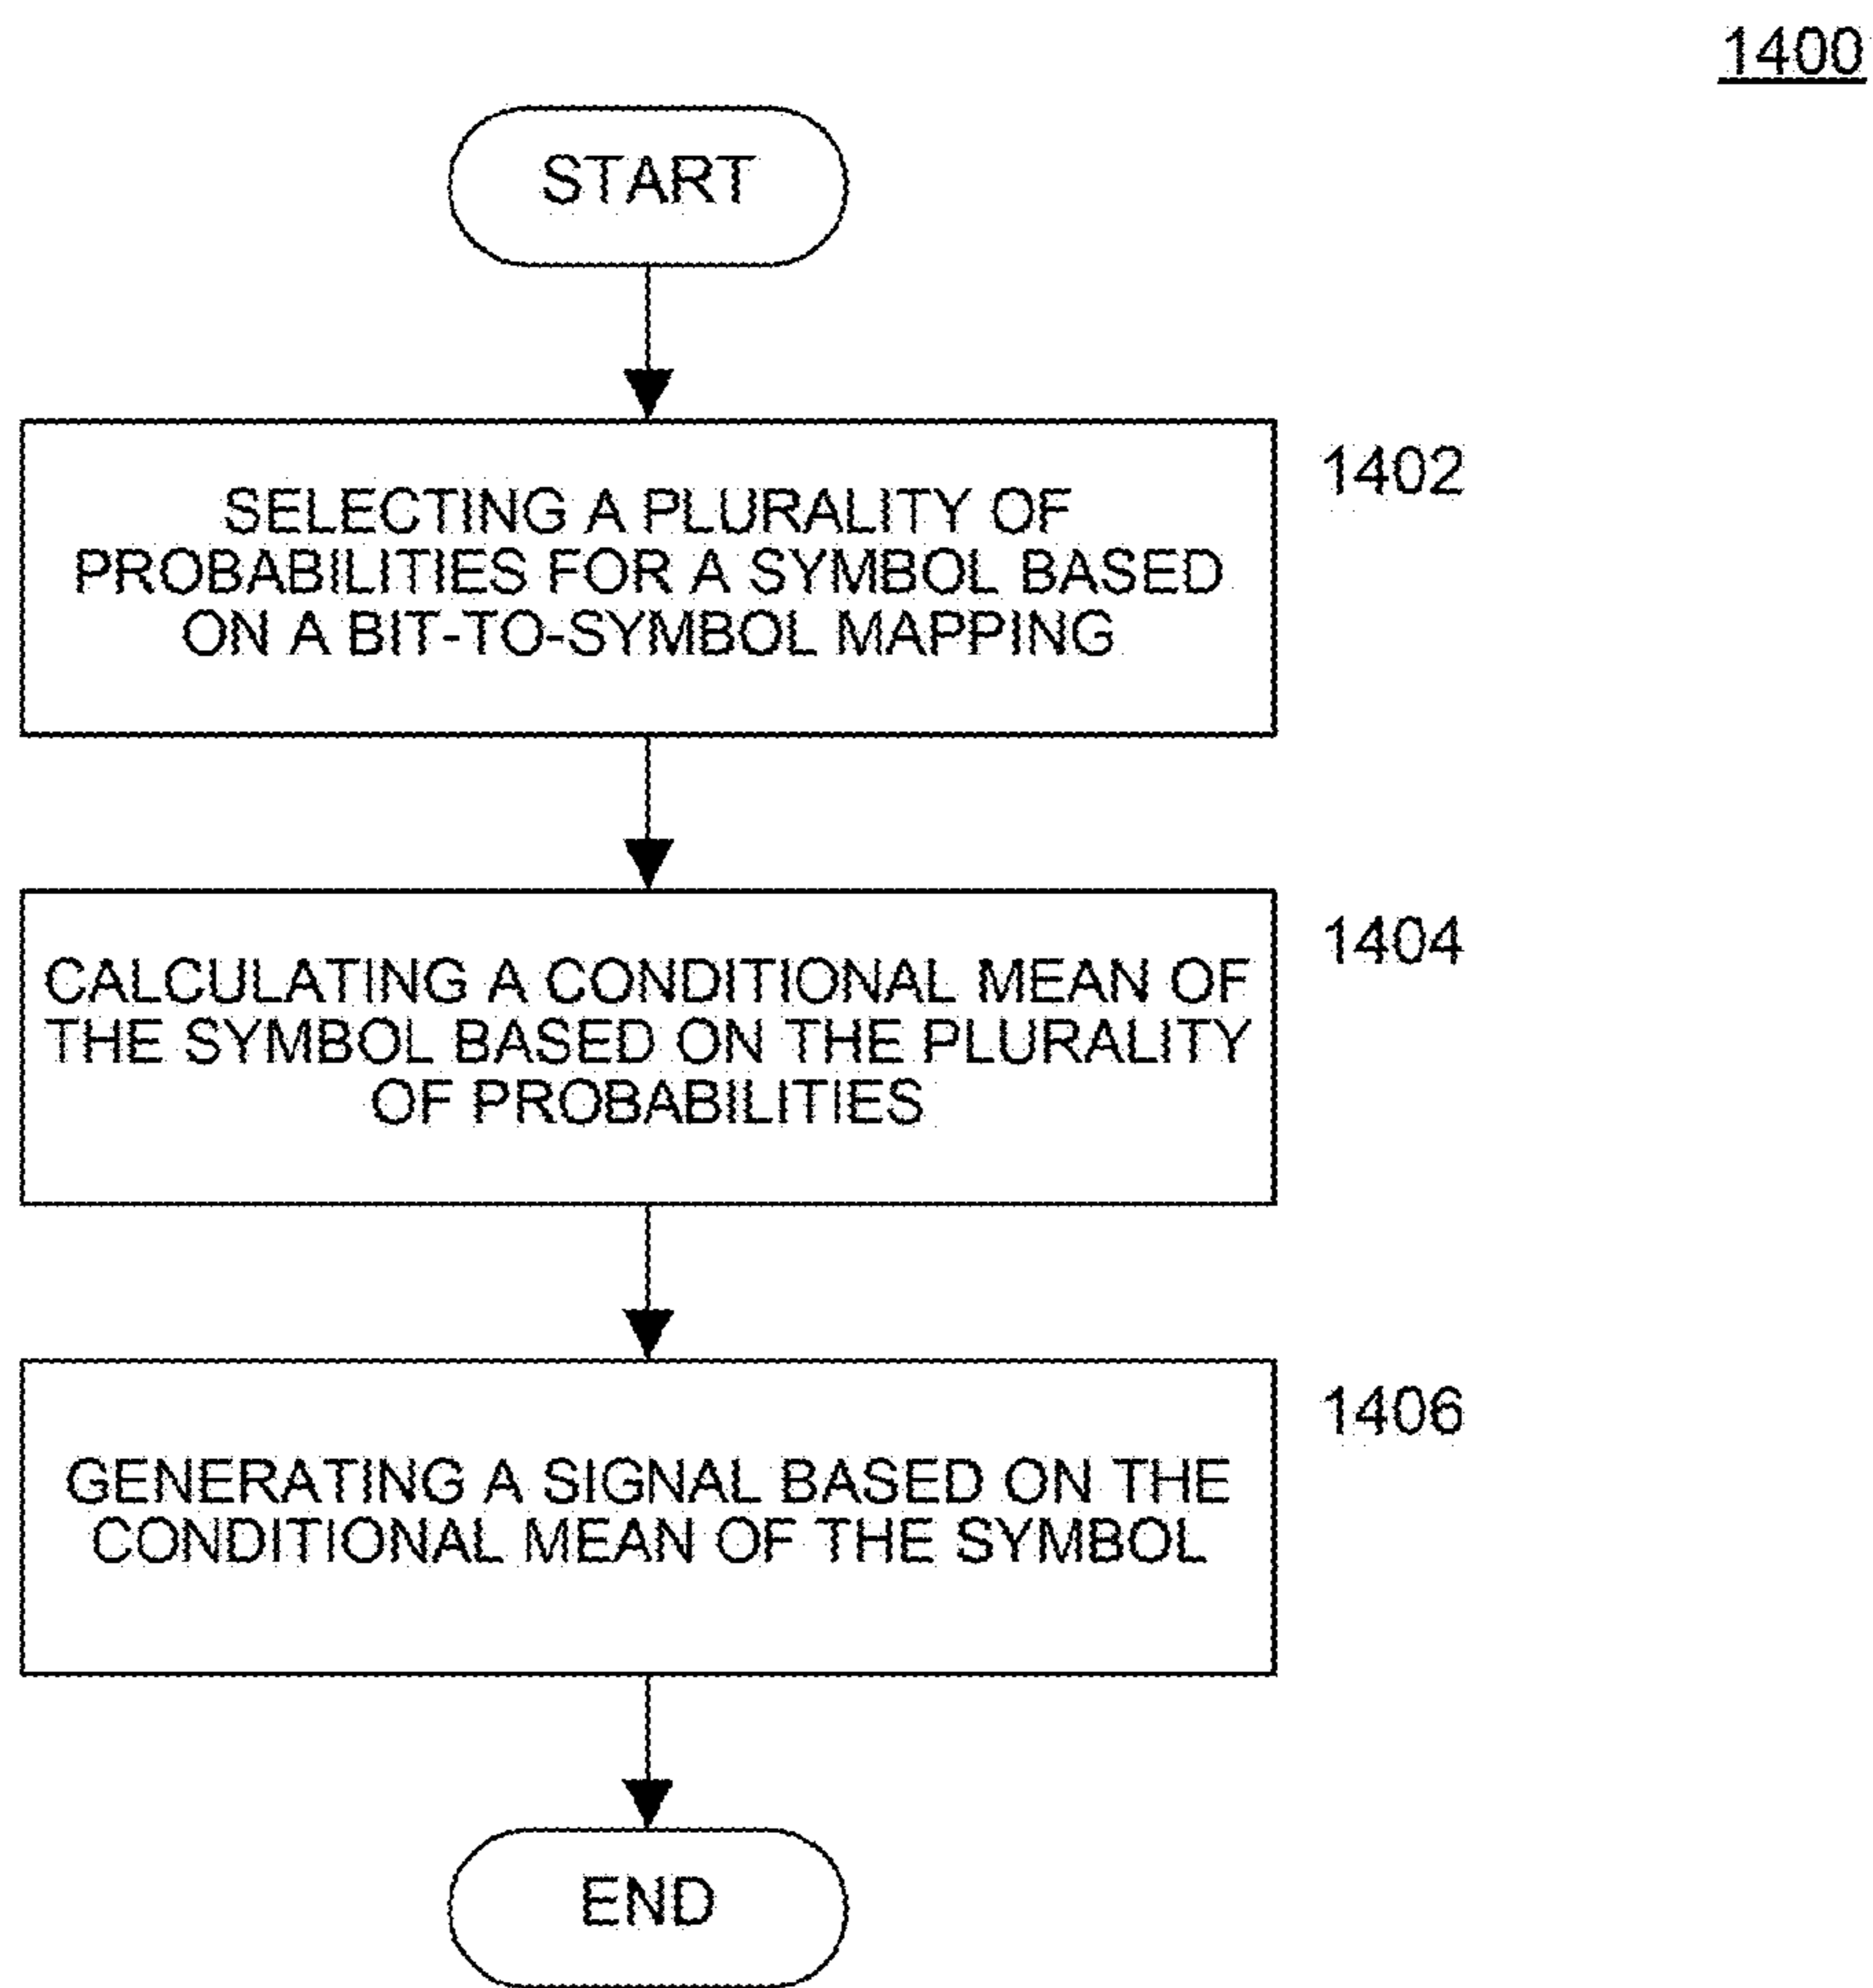 1400
START
SELECTING A PLURALITY OF
PROBABILITIES FOR A SYMBOL BASED
ON A BIT-TO-SYMBOL MAPPING
1402
CALCULATING A CONDITIONAL MEAN OF
THE SYMBOL BASED ON THE PLURALITY
OF PROBABILITIES
1404
GENERATING A SIGNAL BASED ON THE
CONDITIONAL MEAN OF THE SYMBOL
1406
END